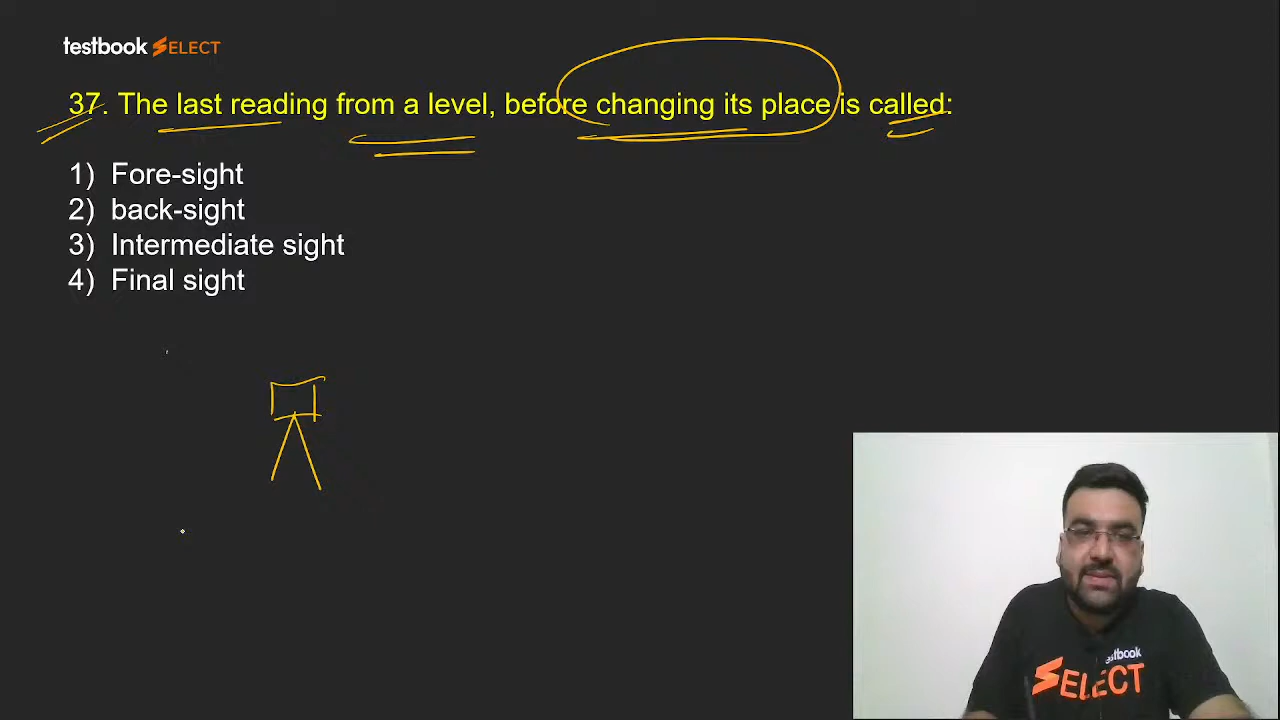 testbook SELECT
37. The last reading from a level, before changing its place is called:
1) Fore-sight
2) back-sight
3) Intermediate sight
4) Final sight
testbook
SELECT